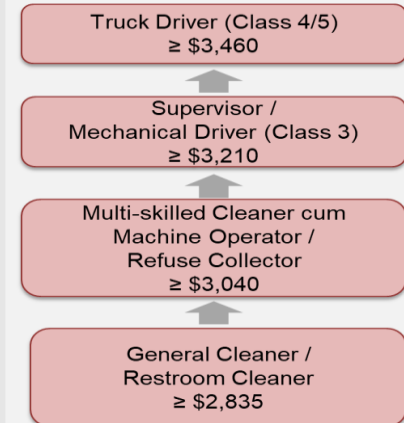 Truck Driver (Class 4/5)
≥ $3,460
Supervisor /
Mechanical Driver (Class 3)
≥ $3,210
Multi-skilled Cleaner cum
Machine Operator /
Refuse Collector
≥ $3,040
General Cleaner /
Restroom Cleaner
≥ $2,835